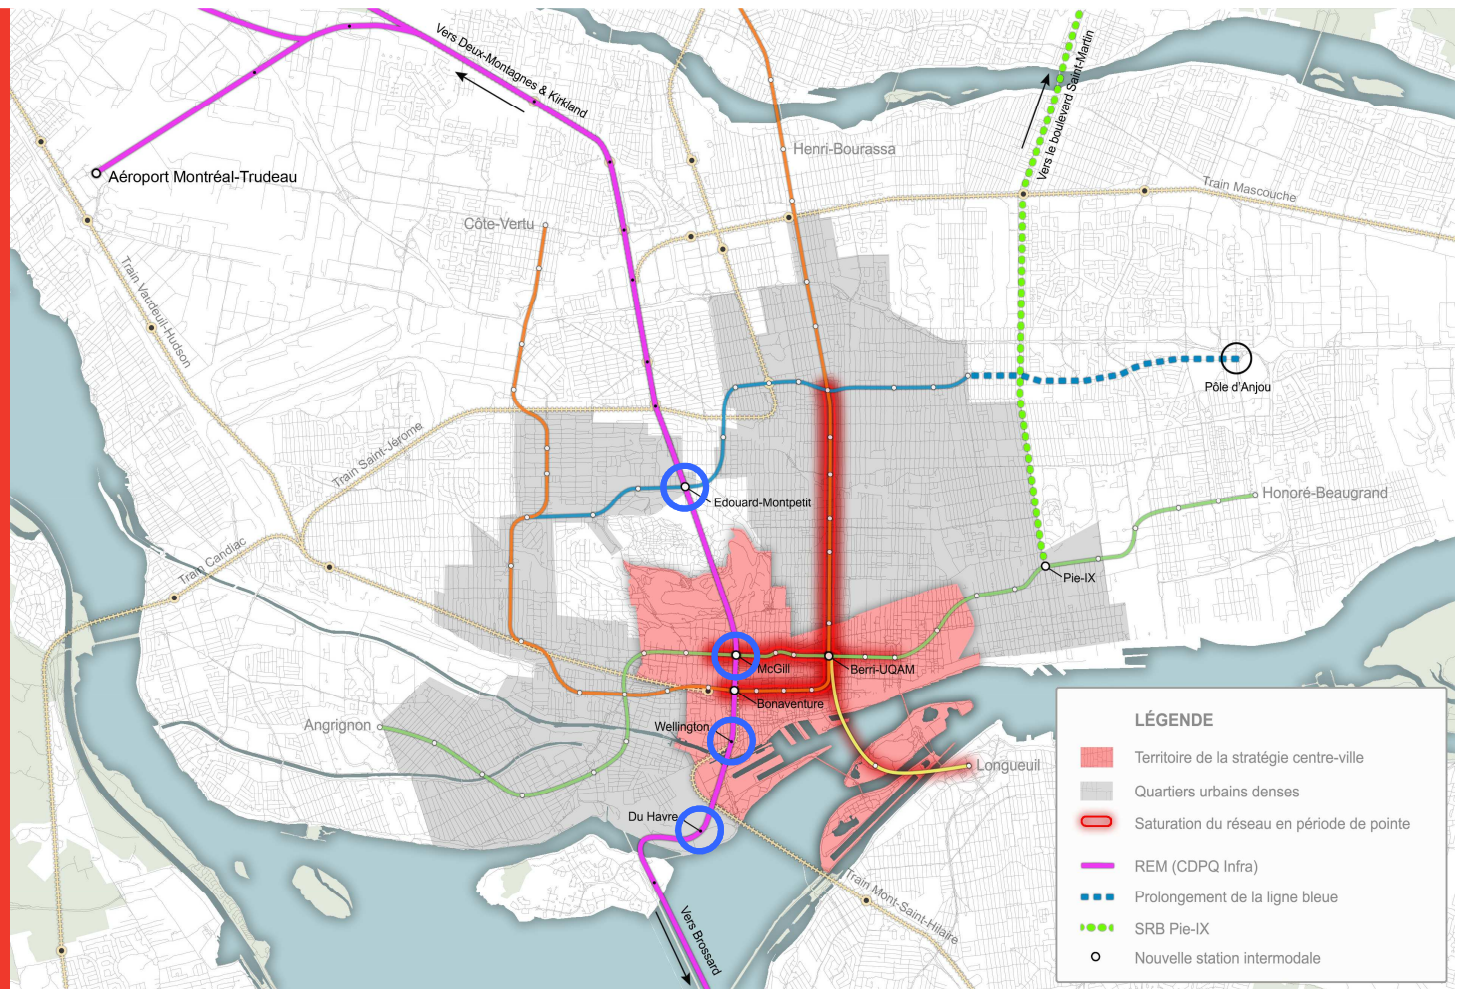 Vers Deux-Montagnes & Kirkland
Vers le boulevard Saint-Martin
Henri-Bourassa
Aéroport Montréal-Trudeau
Train Mascouche
Côte-Vertu
Train Vaudeuil-Hudson
Pôle d'Anjou
Train Saint-Jérome
Edouard-Montpetit
Honoré-Beaugrand
Train Candiac
Pie-IX
McGill
Berri-UQAM
Bonaventure
Angrignon
Wellington
Longueuil
Du Havre
Train Mont-Saint-Hilaire
Vers Brossard
LÉGENDE
Territoire de la stratégie centre-ville
Quartiers urbains denses
Saturation du réseau en période de pointe
REM (CDPQ Infra)
Prolongement de la ligne bleue
SRB Pie-IX
Nouvelle station intermodale